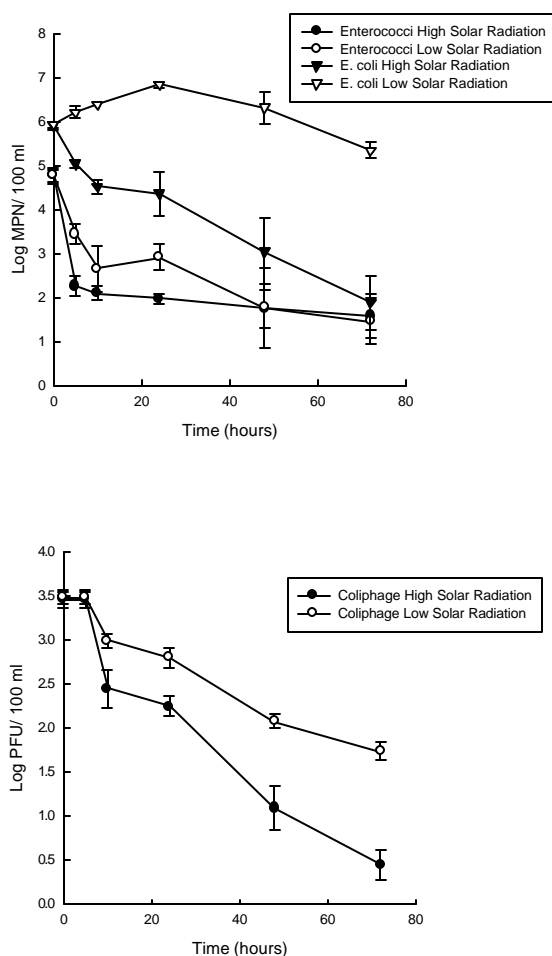 Enterococci High Solar Radiation
Enterococci Low Solar Radiation
E. coli High Solar Radiation
E. coli Low Solar Radiation
8
7
6
5
4
3
2
1
0
Log MPN/ 100 ml
0 20 40 60 80
Time (hours)
Coliphage High Solar Radiation
Coliphage Low Solar Radiation
4.0
3.5
3.0
2.5
2.0
1.5
1.0
0.5
0.0
Log PFU/ 100 ml
0 20 40 60 80
Time (hours)